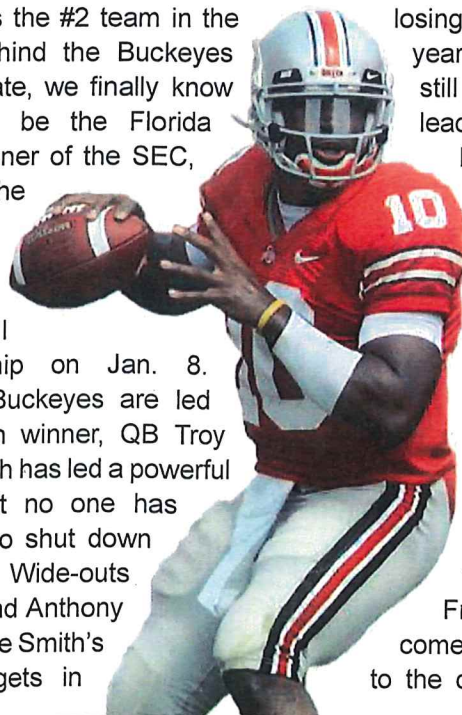 s the #2 team in the
hind the Buckeyes
ate, we finally know
be the Florida
ner of the SEC,
he
l
ip on Jan. 8.
Buckeyes are led
n winner, QB Troy
h has led a powerful
t no one has
o shut down
Wide-outs
nd Anthony
e Smith's
gets in
losing
year
still
lead
Fr
come
to the c
Wilson
10
10